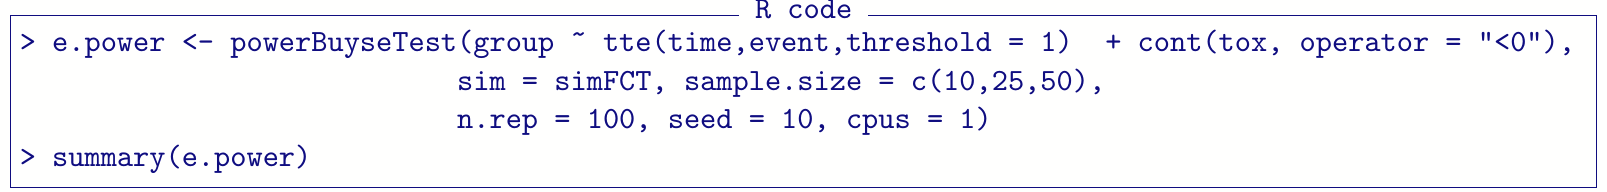 R code
> e.power <- powerBuyseTest(group ~ tte(time,event,threshold = 1)  + cont(tox, operator = "<0"),
                           sim = simFCT, sample.size = c(10,25,50),
                           n.rep = 100, seed = 10, cpus = 1)
> summary(e.power)